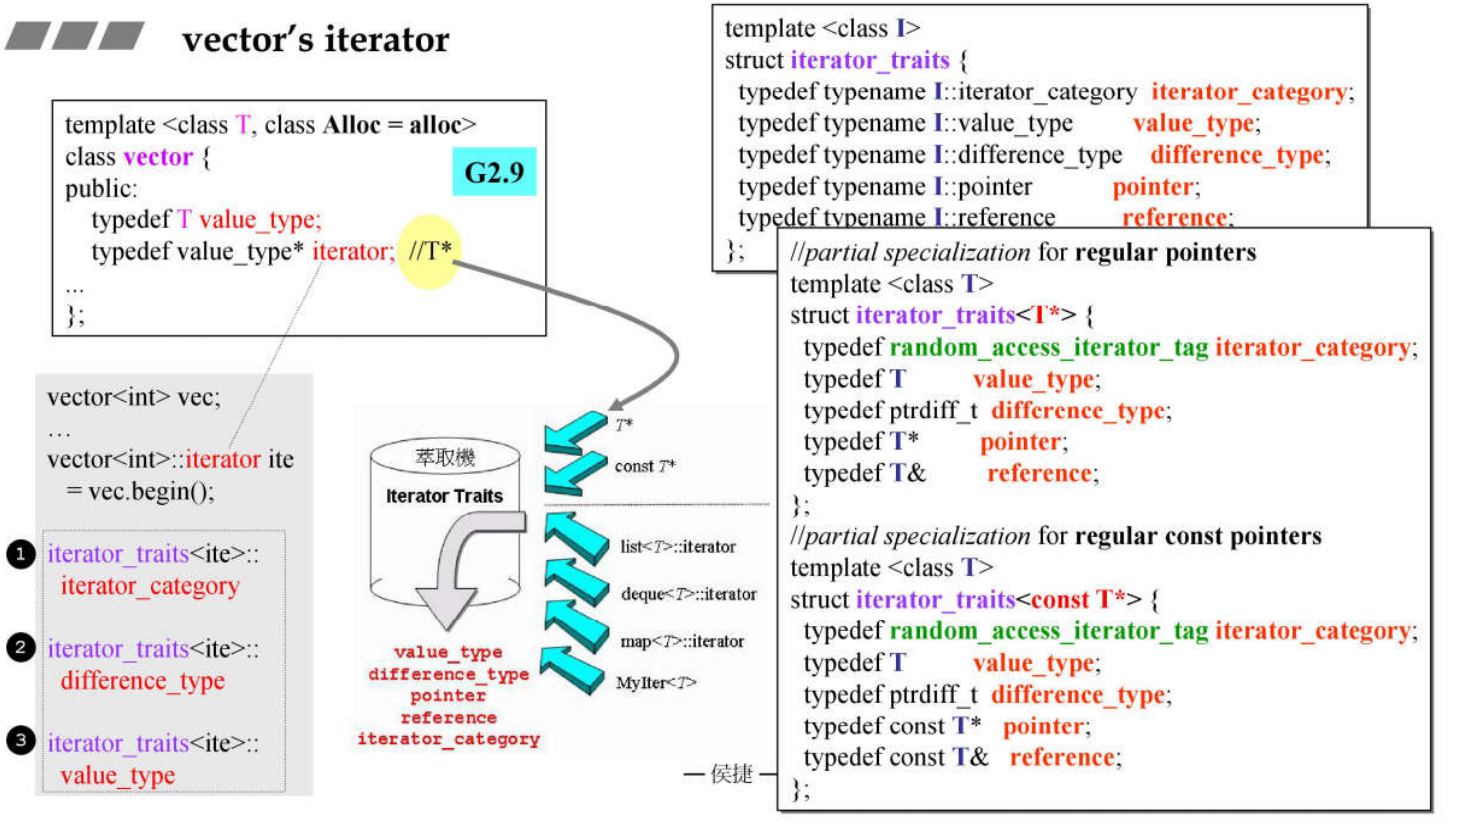 vector's iterator
template <class T, class Alloc = alloc>
class vector {
public:
typedef T value_type;
typedef value_type* iterator; //T*
...
};
G2.9
vector<int> vec;
...
vector<int>::iterator ite
= vec.begin();
1 iterator_traits<ite>::
iterator_category
2 iterator_traits<ite>::
difference_type
3 iterator_traits<ite>::
value_type
萃取機
Iterator Traits
T*
const T*
list<T>::iterator
deque<T>::iterator
map<T>::iterator
MyIter<T>
value_type
difference_type
pointer
reference
iterator_category
template <class I>
struct iterator_traits {
typedef typename I::iterator_category iterator_category;
typedef typename I::value_type value_type;
typedef typename I::difference_type difference_type;
typedef typename I::pointer pointer;
typedef typename I::reference reference;
};
//partial specialization for regular pointers
template <class T>
struct iterator_traits<T*> {
typedef random_access_iterator_tag iterator_category;
typedef T value_type;
typedef ptrdiff_t difference_type;
typedef T* pointer;
typedef T& reference;
};
//partial specialization for regular const pointers
template <class T>
struct iterator_traits<const T*> {
typedef random_access_iterator_tag iterator_category;
typedef T value_type;
typedef ptrdiff_t difference_type;
typedef const T* pointer;
typedef const T& reference;
};
— 侯捷 —